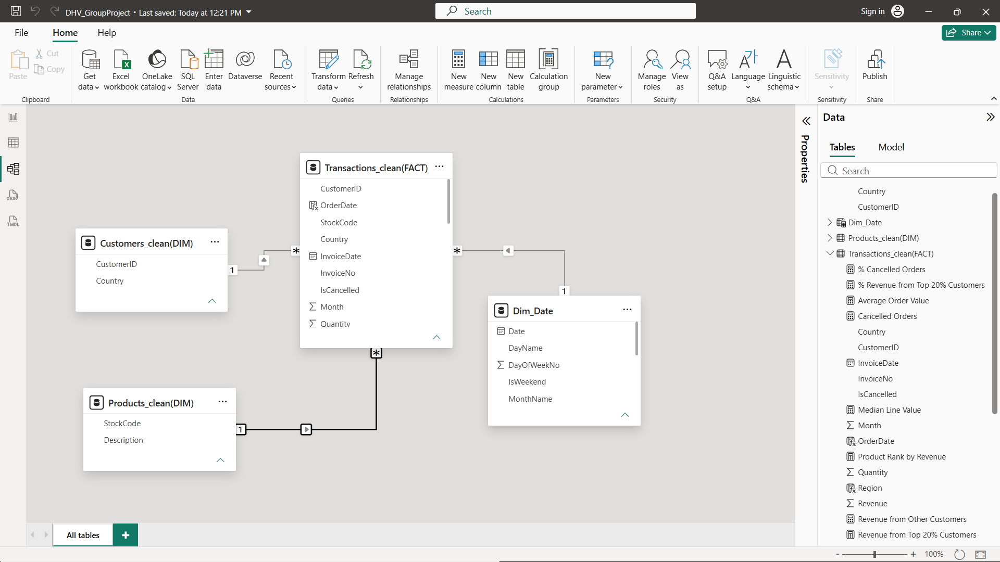 DHV_GroupProject • Last saved: Today at 12:21 PM
Search
Sign in
File
Home
Help
Share
Paste
Cut
Copy
Clipboard
Get data
Excel workbook
OneLake catalog
SQL Server
Enter data
Dataverse
Recent sources
Data
Transform data
Refresh
Queries
Manage relationships
Relationships
New measure
New column
New table
Calculation group
Calculations
New parameter
Parameters
Manage roles
View as
Security
Q&A setup
Language
Linguistic schema
Q&A
Sensitivity
Sensitivity
Publish
Share
DAX
TMDL
Transactions_clean(FACT)
CustomerID
OrderDate
StockCode
Country
InvoiceDate
InvoiceNo
IsCancelled
Month
Quantity
Customers_clean(DIM)
CustomerID
Country
1
*
*
1
Dim_Date
Date
DayName
DayOfWeekNo
IsWeekend
MonthName
*
Products_clean(DIM)
StockCode
Description
1
All tables
Properties
Data
Tables
Model
Search
Country
CustomerID
Dim_Date
Products_clean(DIM)
Transactions_clean(FACT)
% Cancelled Orders
% Revenue from Top 20% Customers
Average Order Value
Cancelled Orders
Country
CustomerID
InvoiceDate
InvoiceNo
IsCancelled
Median Line Value
Month
OrderDate
Product Rank by Revenue
Quantity
Region
Revenue
Revenue from Other Customers
Revenue from Top 20% Customers
- + 100%